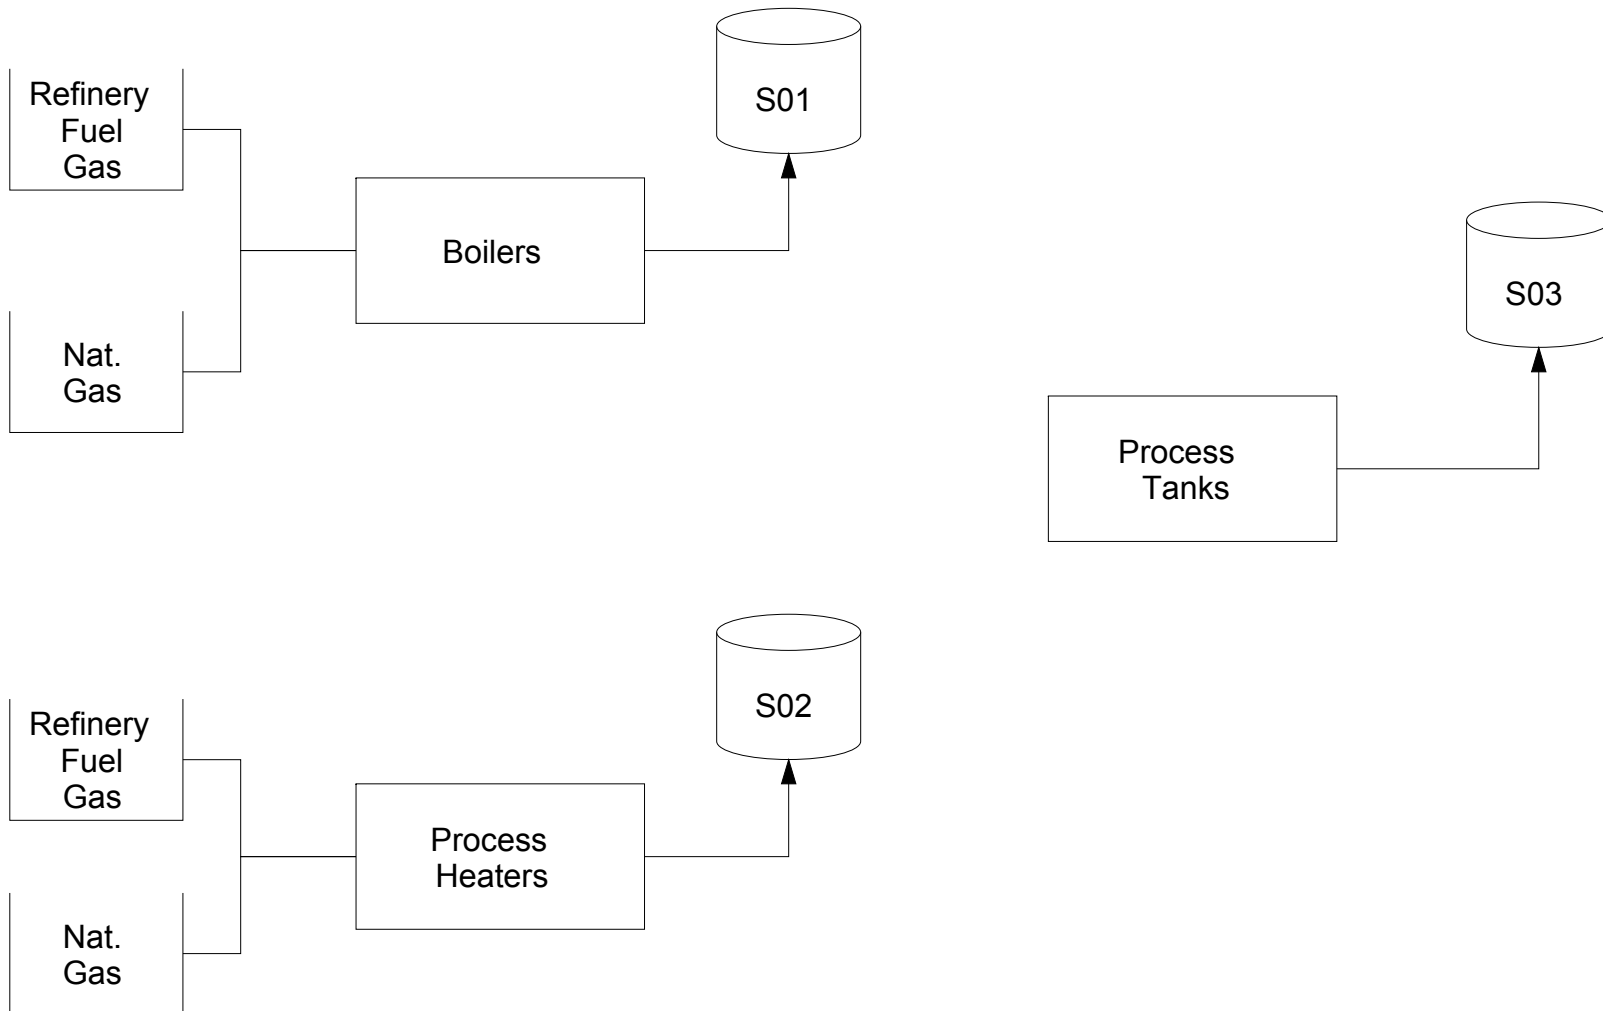 Refinery
Fuel
Gas
Nat.
Gas
Boilers
S01
S03
Process
Tanks
Refinery
Fuel
Gas
Nat.
Gas
Process
Heaters
S02